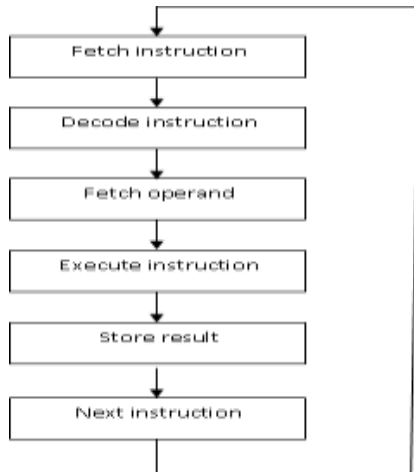 Fetch instruction
Decode instruction
Fetch operand
Execute instruction
Store result
Next instruction